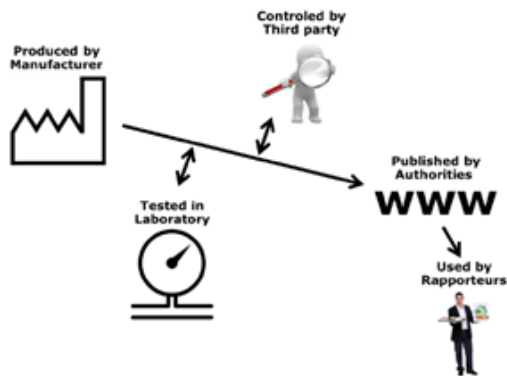 Controled by
Third party
Produced by
Manufacturer
Published by
Authorities
www
Tested in
Laboratory
Used by
Rapporteurs